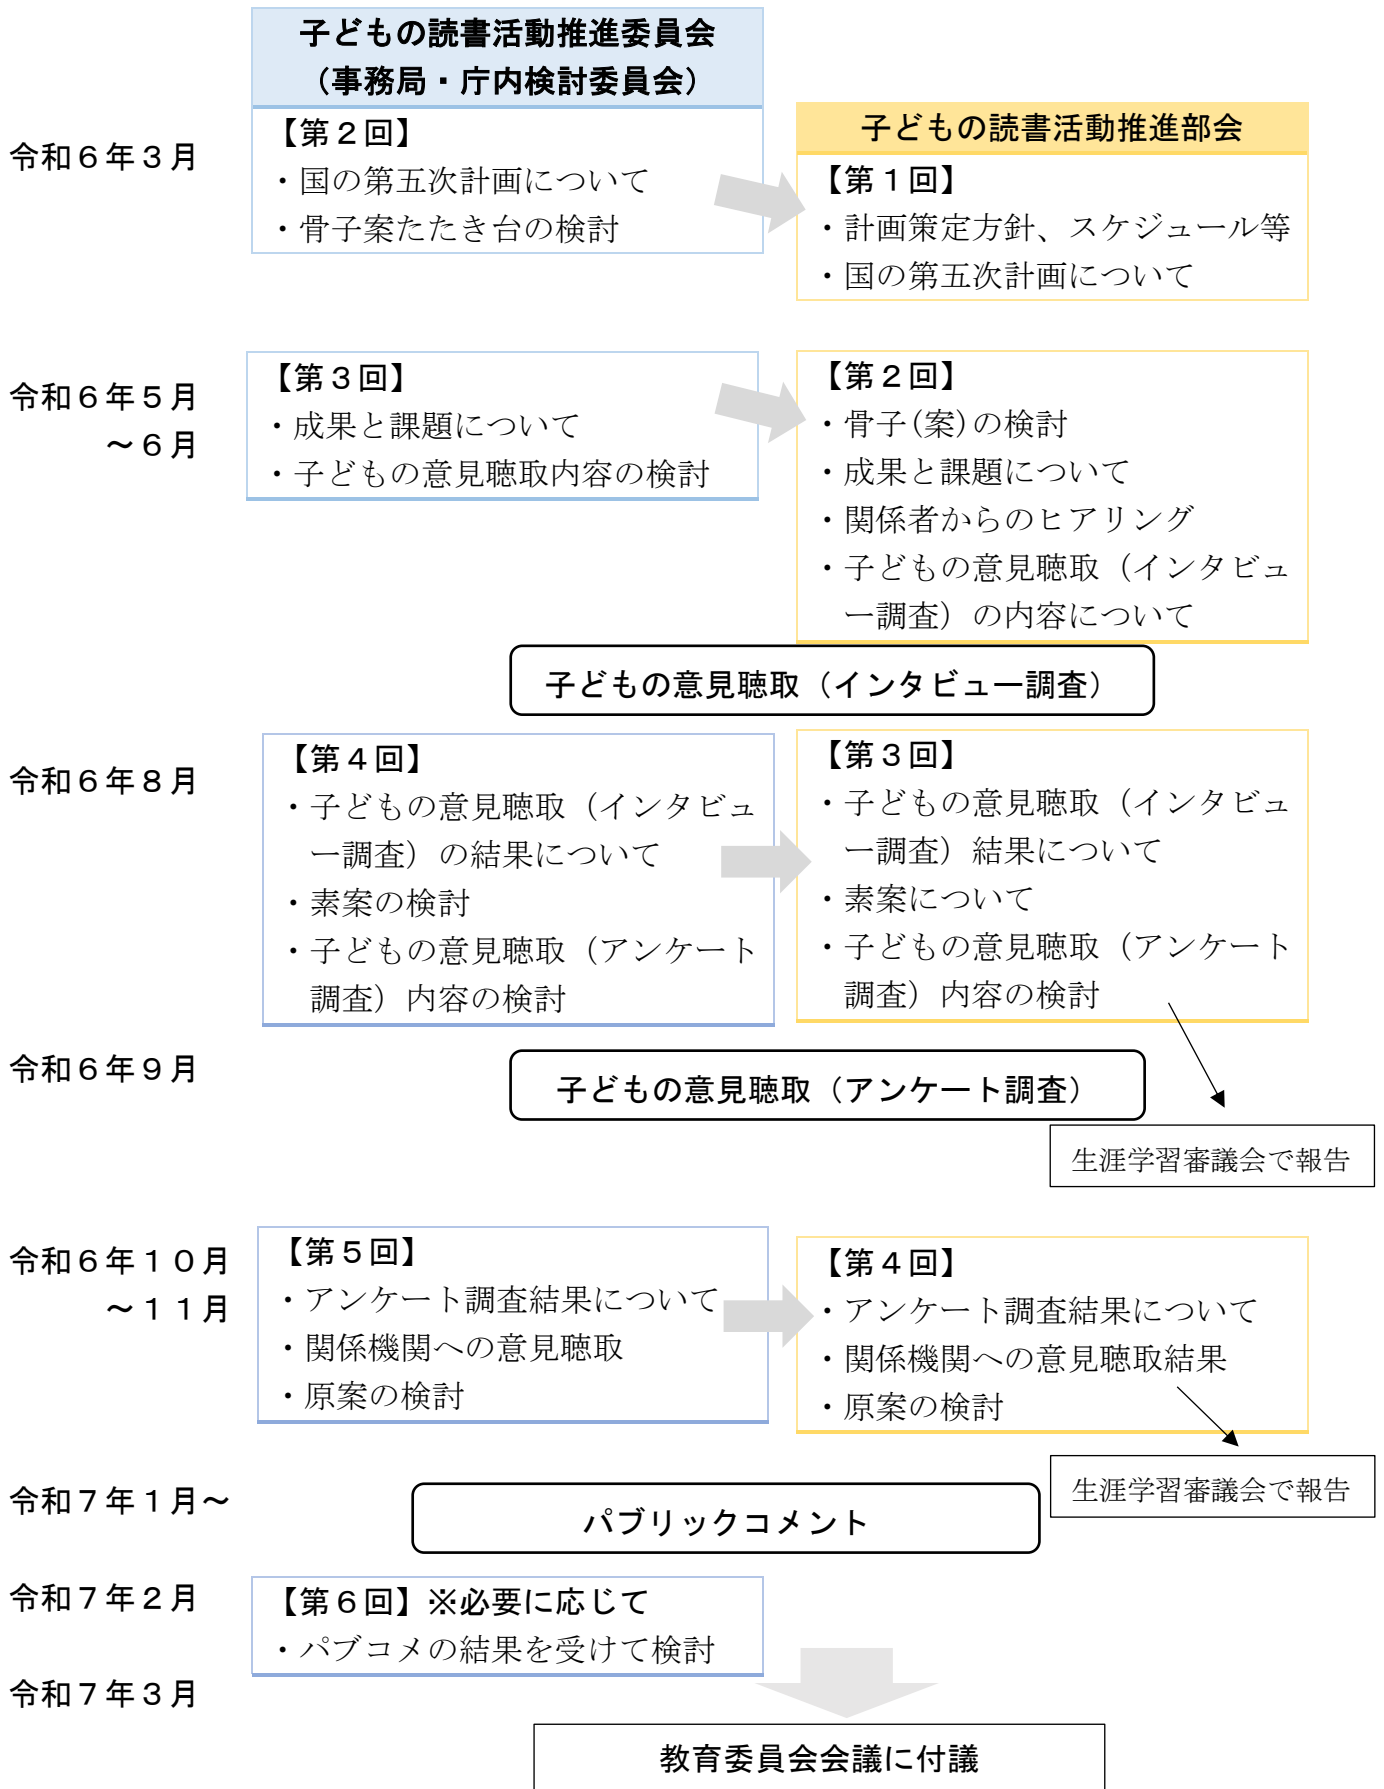 子どもの読書活動推進委員会
（事務局・庁内検討委員会）
令和６年３月
【第２回】
・国の第五次計画について
・骨子案たたき台の検討
子どもの読書活動推進部会
【第１回】
・計画策定方針、スケジュール等
・国の第五次計画について
令和６年５月
～６月
【第３回】
・成果と課題について
・子どもの意見聴取内容の検討
【第２回】
・骨子(案)の検討
・成果と課題について
・関係者からのヒアリング
・子どもの意見聴取（インタビュ
ー調査）の内容について
子どもの意見聴取（インタビュー調査）
令和６年８月
【第４回】
・子どもの意見聴取（インタビュ
ー調査）の結果について
・素案の検討
・子どもの意見聴取（アンケート
調査）内容の検討
【第３回】
・子どもの意見聴取（インタビュ
ー調査）結果について
・素案について
・子どもの意見聴取（アンケート
調査）内容の検討
令和６年９月
子どもの意見聴取（アンケート調査）
生涯学習審議会で報告
令和６年１０月
～１１月
【第５回】
・アンケート調査結果について
・関係機関への意見聴取
・原案の検討
【第４回】
・アンケート調査結果について
・関係機関への意見聴取結果
・原案の検討
生涯学習審議会で報告
令和７年１月～
パブリックコメント
令和７年２月
【第６回】※必要に応じて
・パブコメの結果を受けて検討
令和７年３月
教育委員会会議に付議